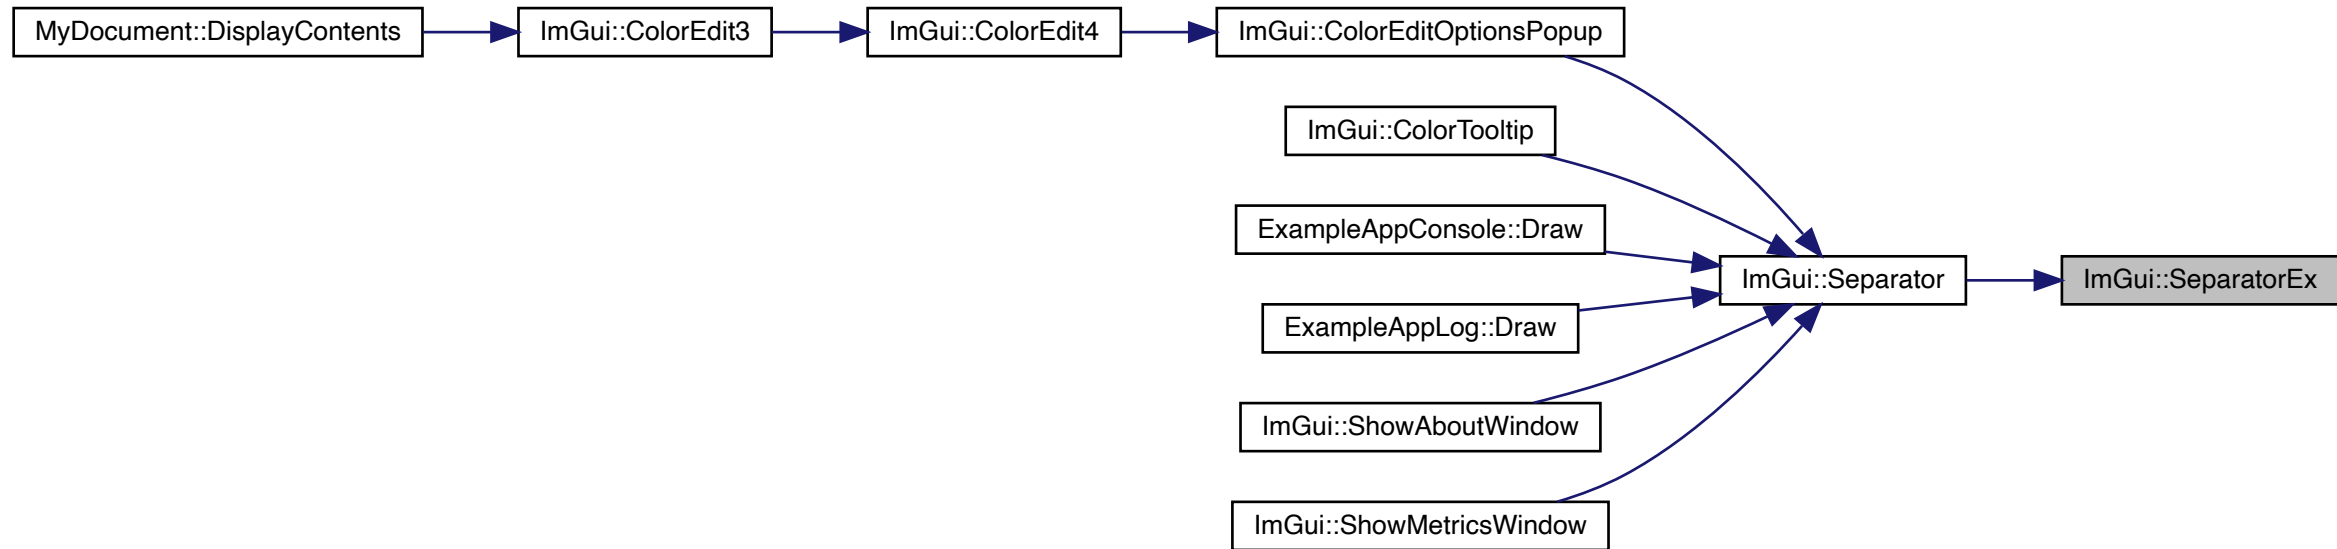 MyDocument::DisplayContents
ImGui::ColorEdit3
ImGui::ColorEdit4
ImGui::ColorEditOptionsPopup
ImGui::ColorTooltip
ExampleAppConsole::Draw
ImGui::Separator
ImGui::SeparatorEx
ExampleAppLog::Draw
ImGui::ShowAboutWindow
ImGui::ShowMetricsWindow